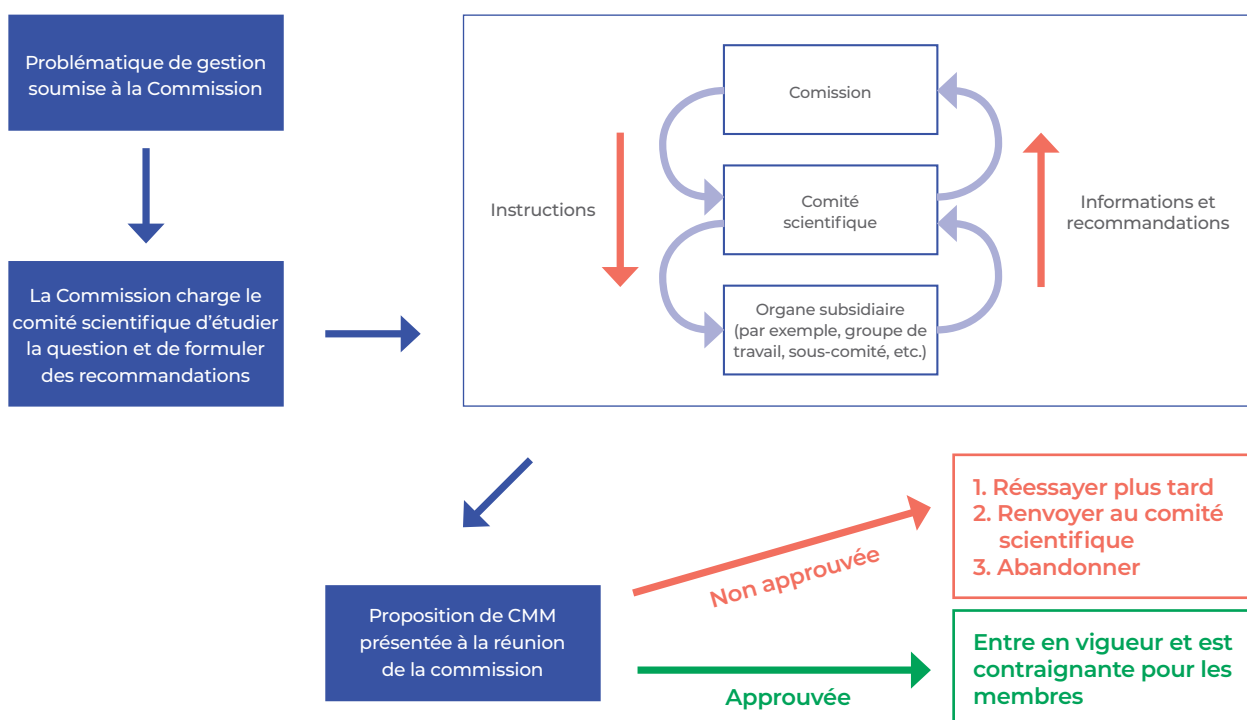 Problématique de gestion
soumise à la Commission
La Commission charge le
comité scientifique d’étudier
la question et de formuler
des recommandations
Comission
Instructions
Comité
scientifique
Informations et
recommandations
Organe subsidiaire
(par exemple, groupe de
travail, sous-comité, etc.)
Proposition de CMM
présentée à la réunion
de la commission
Non approuvée
1. Réessayer plus tard
2. Renvoyer au comité
scientifique
3. Abandonner
Approuvée
Entre en vigueur et est
contraignante pour les
membres